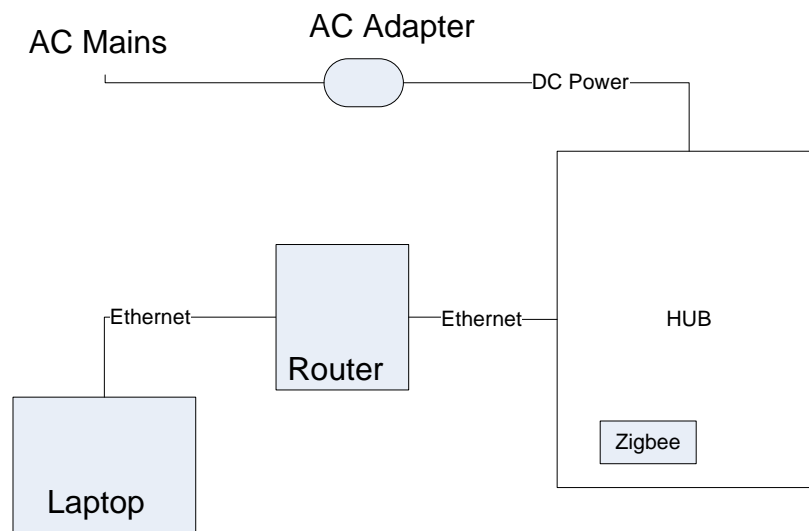 AC Adapter
AC Mains
DC Power
Ethernet
Ethernet
HUB
Router
Zigbee
Laptop